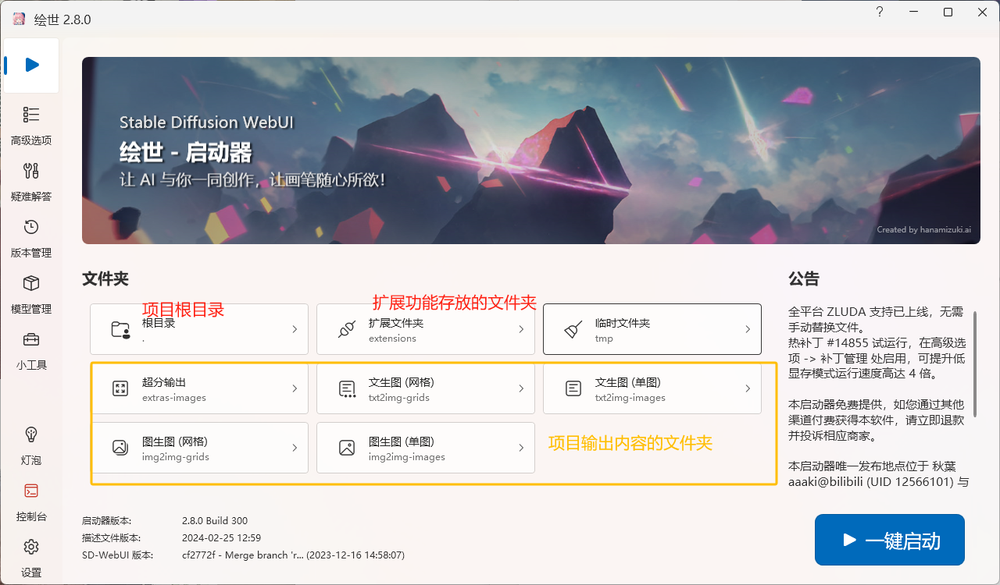 绘世 2.8.0
?
高级选项
疑难解答
版本管理
模型管理
小工具
灯泡
控制台
设置
Stable Diffusion WebUI
绘世 - 启动器
让 AI 与你一同创作，让画笔随心所欲！
Created by hanamizuki.ai
文件夹
项目根目录
根目录
.
扩展功能存放的文件夹
扩展文件夹
extensions
临时文件夹
tmp
超分输出
extras-images
文生图 (网格)
txt2img-grids
文生图 (单图)
txt2img-images
图生图 (网格)
img2img-grids
图生图 (单图)
img2img-images
项目输出内容的文件夹
公告
全平台 ZLUDA 支持已上线，无需
手动替换文件。
热补丁 #14855 试运行，在高级选
项 -> 补丁管理 处启用，可提升低
显存模式运行速度高达 4 倍。
本启动器免费提供，如您通过其他
渠道付费获得本软件，请立即退款
并投诉相应商家。
本启动器唯一发布地点位于 秋葉
aaaki@bilibili (UID 12566101) 与
启动器版本: 2.8.0 Build 300
描述文件版本: 2024-02-25 12:59
SD-WebUI 版本: cf2772f - Merge branch 'r... (2023-12-16 14:58:07)
一键启动